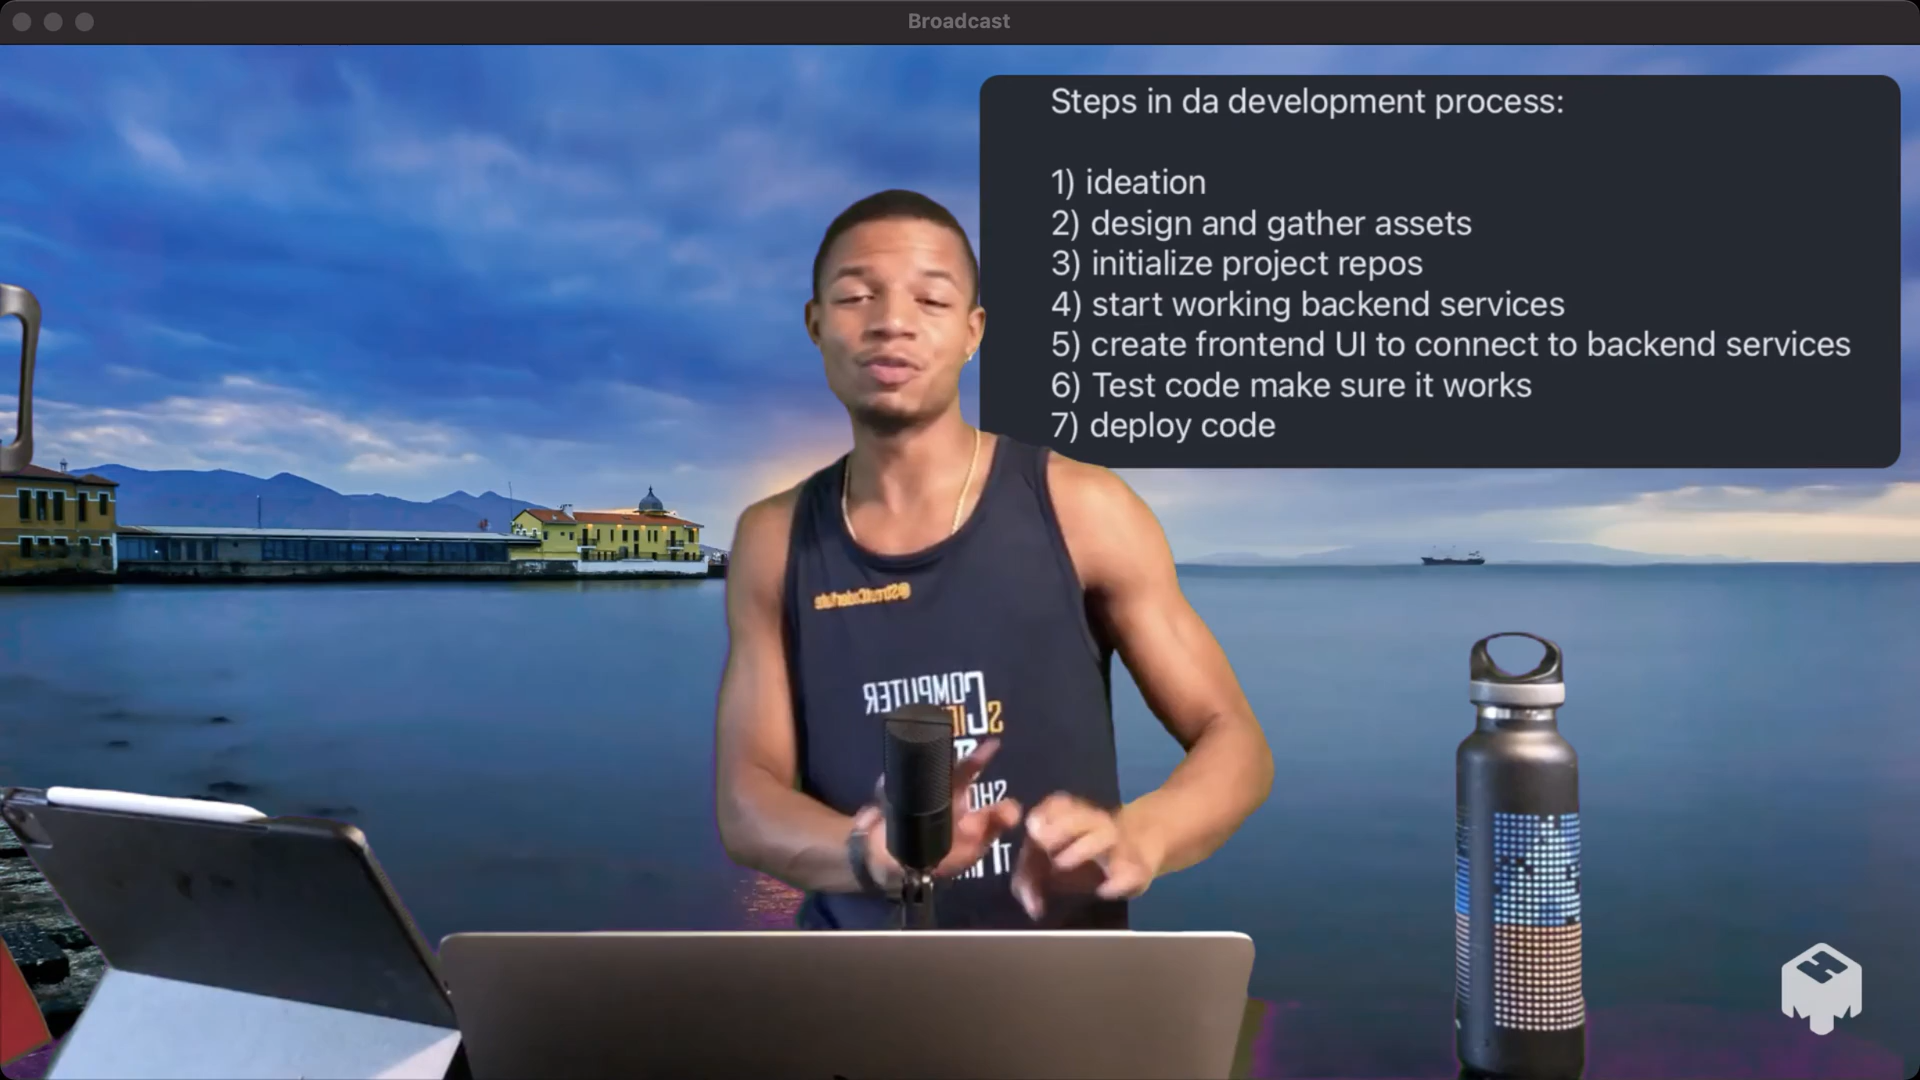 Broadcast
Steps in da development process:
1) ideation
2) design and gather assets
3) initialize project repos
4) start working backend services
5) create frontend UI to connect to backend services
6) Test code make sure it works
7) deploy code
COMPUTER